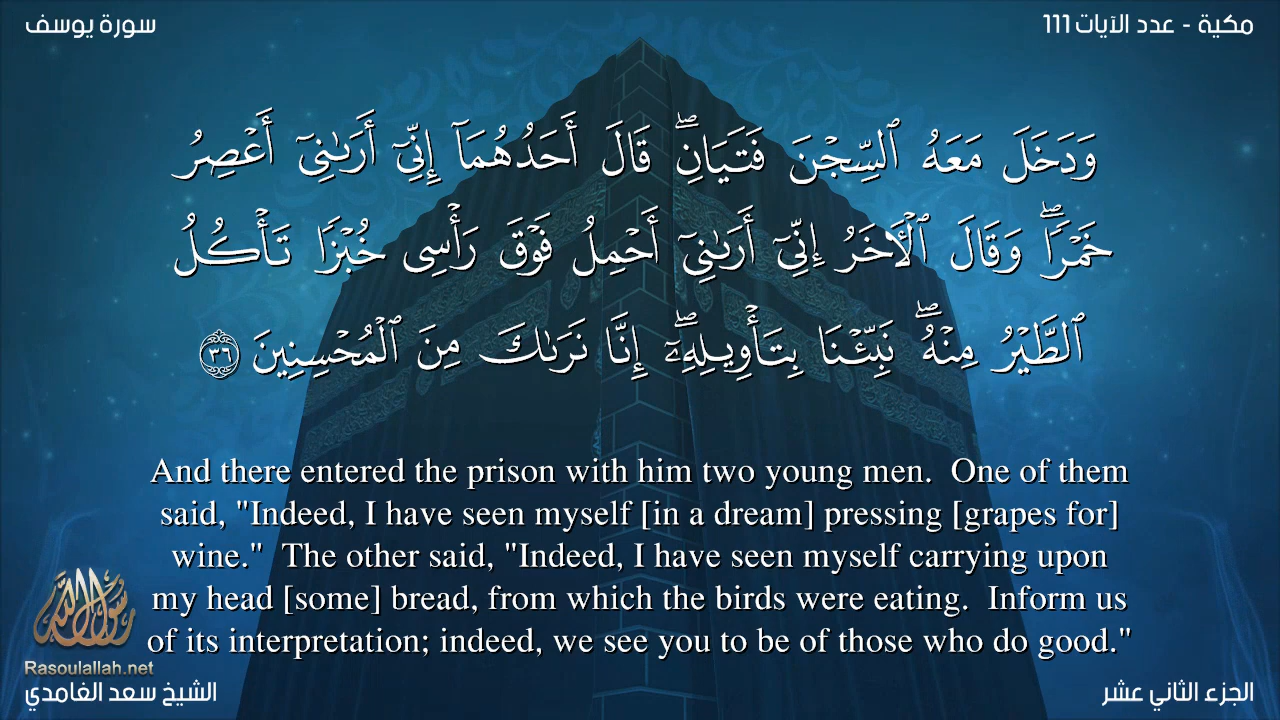 مكية - عدد الآيات 111
سورة يوسف
وَدَخَلَ مَعَهُ ٱلسِّجْنَ فَتَيَانِ ۖ قَالَ أَحَدُهُمَآ إِنِّىٓ أَرَىٰنِىٓ أَعْصِرُ
خَمْرًا ۖ وَقَالَ ٱلْـَٔاخَرُ إِنِّىٓ أَرَىٰنِىٓ أَحْمِلُ فَوْقَ رَأْسِى خُبْزًا تَأْكُلُ
ٱلطَّيْرُ مِنْهُ ۖ نَبِّئْنَا بِتَأْوِيلِهِۦٓ ۖ إِنَّا نَرَىٰكَ مِنَ ٱلْمُحْسِنِينَ ٣٦
And there entered the prison with him two young men.  One of them
said, "Indeed, I have seen myself [in a dream] pressing [grapes for]
wine."  The other said, "Indeed, I have seen myself carrying upon
my head [some] bread, from which the birds were eating.  Inform us
of its interpretation; indeed, we see you to be of those who do good."
رسول الله
Rasoulallah.net
الجزء الثاني عشر
الشيخ سعد الغامدي